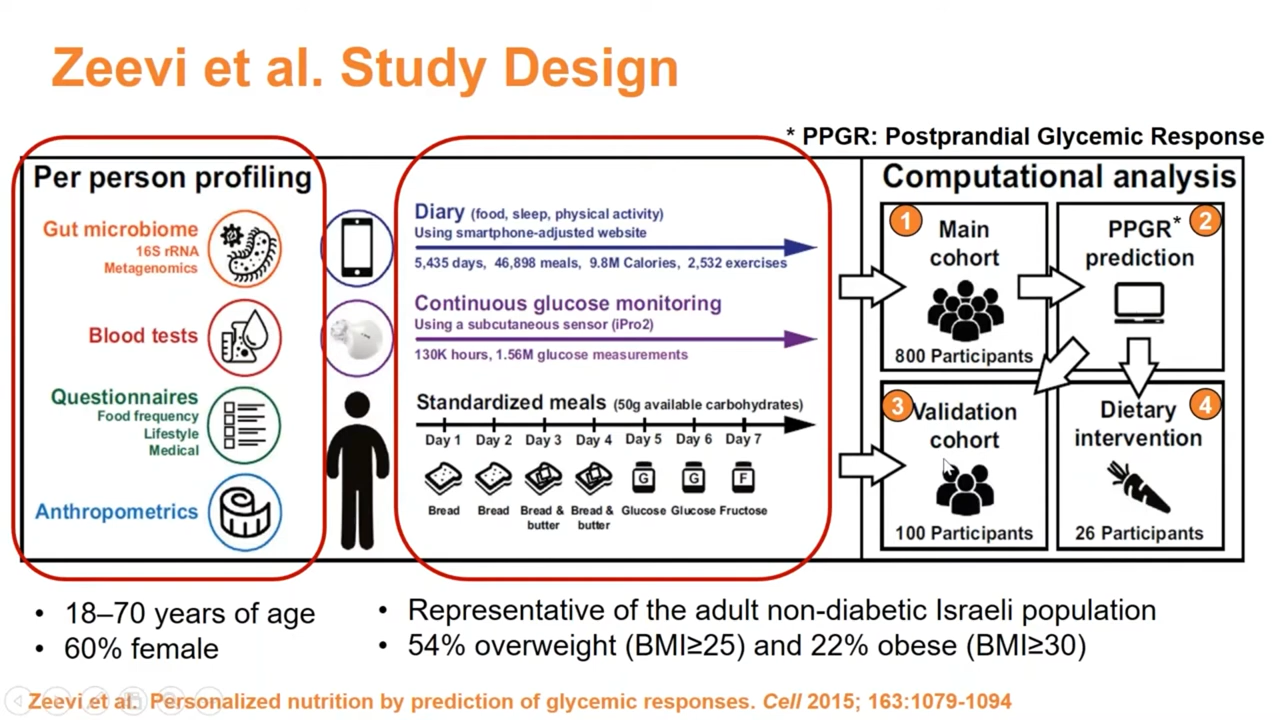 Zeevi et al. Study Design
* PPGR: Postprandial Glycemic Response
Per person profiling
Gut microbiome
16S rRNA
Metagenomics
Blood tests
Questionnaires
Food frequency
Lifestyle
Medical
Anthropometrics
Diary (food, sleep, physical activity)
Using smartphone-adjusted website
5,435 days, 46,898 meals, 9.8M Calories, 2,532 exercises
Continuous glucose monitoring
Using a subcutaneous sensor (iPro2)
130K hours, 1.56M glucose measurements
Standardized meals (50g available carbohydrates)
Day 1 Day 2 Day 3 Day 4 Day 5 Day 6 Day 7
G G F
Bread Bread Bread & Bread & Glucose Glucose Fructose
butter butter
Computational analysis
1
Main
cohort
800 Participants
PPGR* 2
prediction
3 Validation
cohort
100 Participants
Dietary 4
intervention
26 Participants
• 18–70 years of age
• 60% female
• Representative of the adult non-diabetic Israeli population
• 54% overweight (BMI≥25) and 22% obese (BMI≥30)
Zeevi et al. Personalized nutrition by prediction of glycemic responses. Cell 2015; 163:1079-1094